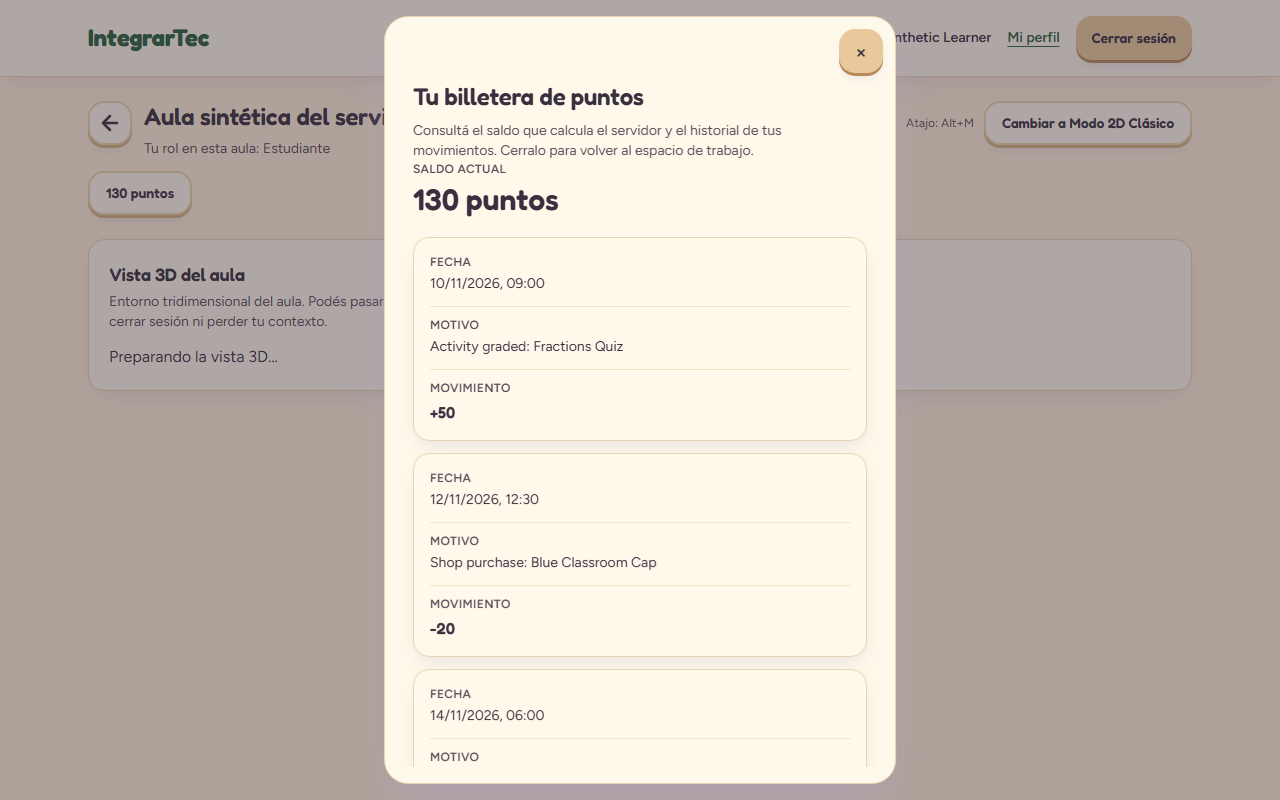 IntegrarTec
nthetic Learner
Mi perfil
Cerrar sesión
Aula sintética del servi
Tu rol en esta aula: Estudiante
Atajo: Alt+M
Cambiar a Modo 2D Clásico
130 puntos
Vista 3D del aula
Entorno tridimensional del aula. Podés pasar
cerrar sesión ni perder tu contexto.
Preparando la vista 3D...
×
Tu billetera de puntos
Consultá el saldo que calcula el servidor y el historial de tus
movimientos. Cerralo para volver al espacio de trabajo.
SALDO ACTUAL
130 puntos
FECHA
10/11/2026, 09:00
MOTIVO
Activity graded: Fractions Quiz
MOVIMIENTO
+50
FECHA
12/11/2026, 12:30
MOTIVO
Shop purchase: Blue Classroom Cap
MOVIMIENTO
-20
FECHA
14/11/2026, 06:00
MOTIVO